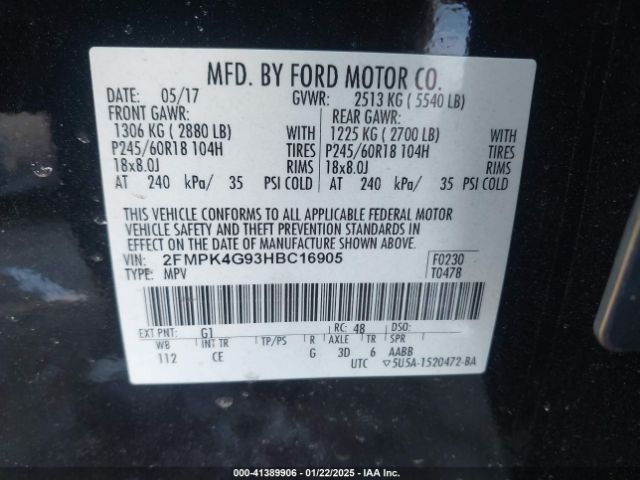 MFD. BY FORD MOTOR CO.
DATE: 05/17 GVWR: 2513 KG ( 5540 LB)
FRONT GAWR: REAR GAWR:
1306 KG ( 2880 LB) WITH 1225 KG ( 2700 LB) WITH
P245/60R18 104H TIRES P245/60R18 104H TIRES
18x8.0J RIMS 18x8.0J RIMS
AT 240 kPa/ 35 PSI COLD AT 240 kPa/ 35 PSI COLD
THIS VEHICLE CONFORMS TO ALL APPLICABLE FEDERAL MOTOR
VEHICLE SAFETY AND THEFT PREVENTION STANDARDS IN
EFFECT ON THE DATE OF MANUFACTURE SHOWN ABOVE.
VIN: 2FMPK4G93HBC16905 F0230
TYPE: MPV T0478
EXT PNT: G1 RC: 48 DSO:
WB INT TR TP/PS R AXLE TR SPR
112 CE G 3D 6 AABB
UTC ▽5U5A-1520472-BA
000-41389906 - 01/22/2025 - IAA Inc.